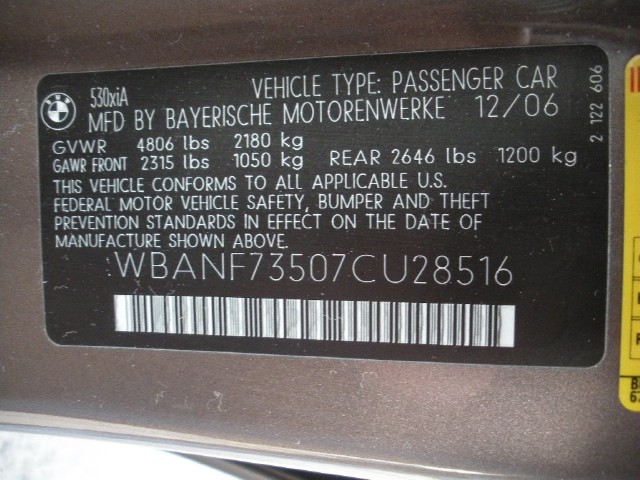 530xiA VEHICLE TYPE: PASSENGER CAR
MFD BY BAYERISCHE MOTORENWERKE 12/06
GVWR 4806 lbs 2180 kg
GAWR FRONT 2315 lbs 1050 kg REAR 2646 lbs 1200 kg
THIS VEHICLE CONFORMS TO ALL APPLICABLE U.S.
FEDERAL MOTOR VEHICLE SAFETY, BUMPER AND THEFT
PREVENTION STANDARDS IN EFFECT ON THE DATE OF
MANUFACTURE SHOWN ABOVE.
WBANF73507CU28516
2 122 606
BMW